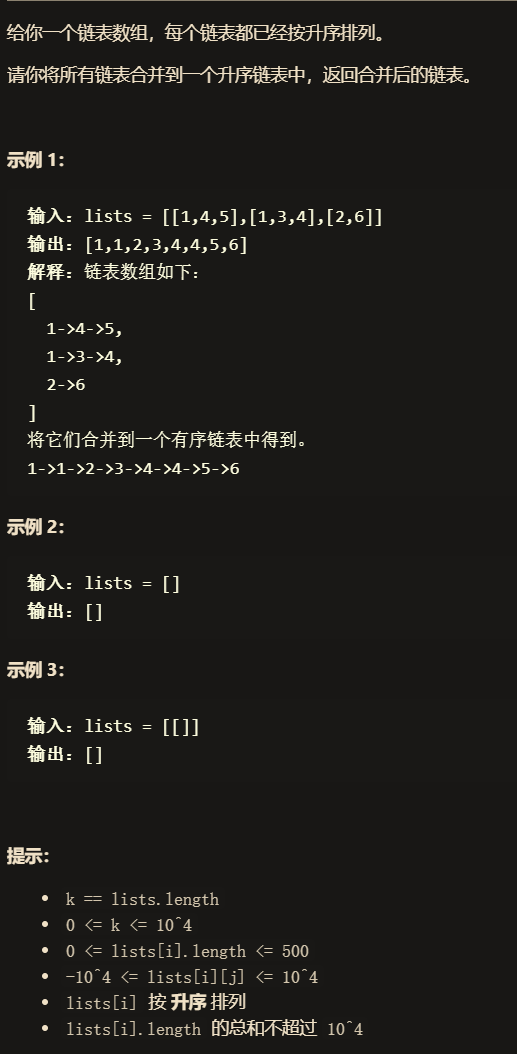 给你一个链表数组，每个链表都已经按升序排列。
请你将所有链表合并到一个升序链表中，返回合并后的链表。
示例 1：
输入：lists = [[1,4,5],[1,3,4],[2,6]]
输出：[1,1,2,3,4,4,5,6]
解释：链表数组如下：
[
  1->4->5,
  1->3->4,
  2->6
]
将它们合并到一个有序链表中得到。
1->1->2->3->4->4->5->6
示例 2：
输入：lists = []
输出：[]
示例 3：
输入：lists = [[]]
输出：[]
提示：
• k == lists.length
• 0 <= k <= 10^4
• 0 <= lists[i].length <= 500
• -10^4 <= lists[i][j] <= 10^4
• lists[i] 按 升序 排列
• lists[i].length 的总和不超过 10^4